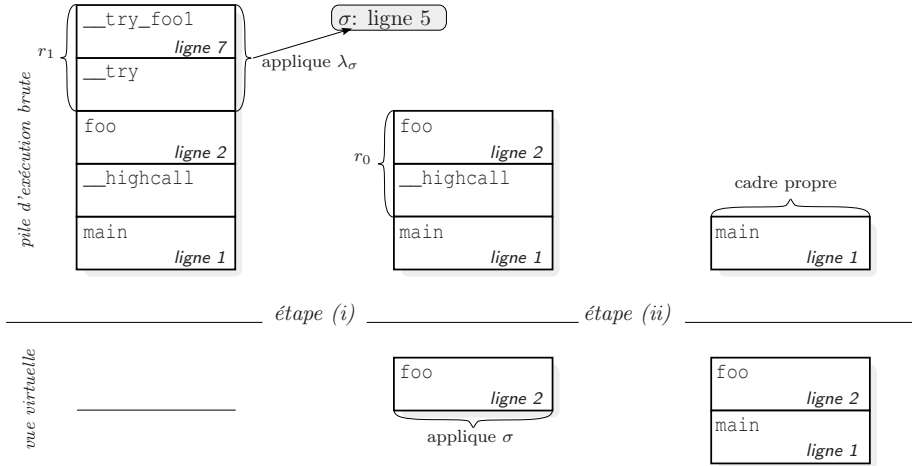 __try_foo1
ligne 7
r1
__try
foo
ligne 2
__highcall
main
ligne 1
pile d'exécution brute
σ: ligne 5
applique λσ
foo
ligne 2
r0
__highcall
main
ligne 1
cadre propre
main
ligne 1
étape (i)
étape (ii)
vue virtuelle
foo
ligne 2
applique σ
foo
ligne 2
main
ligne 1